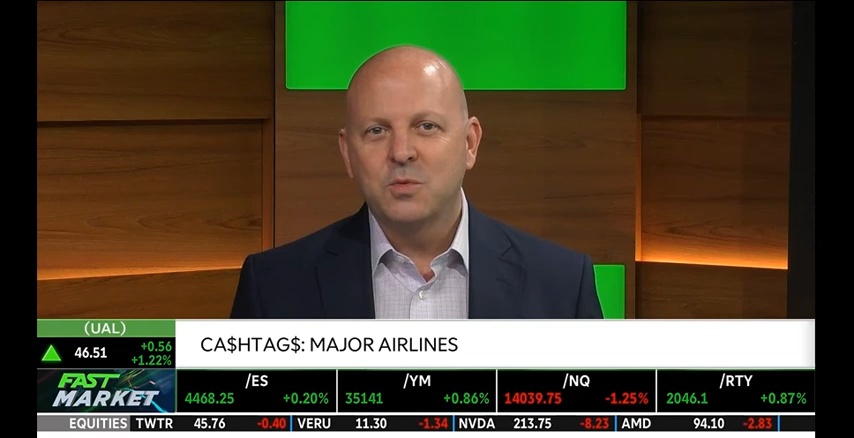 (UAL)
46.51 +0.56
+1.22%
CA$HTAG$: MAJOR AIRLINES
FAST
MARKET
/ES
4468.25 +0.20%
/YM
35141 +0.86%
/NQ
14039.75 -1.25%
/RTY
2046.1 +0.87%
EQUITIES TWTR 45.76 -0.40 VERU 11.30 -1.34 NVDA 213.75 -8.23 AMD 94.10 -2.83